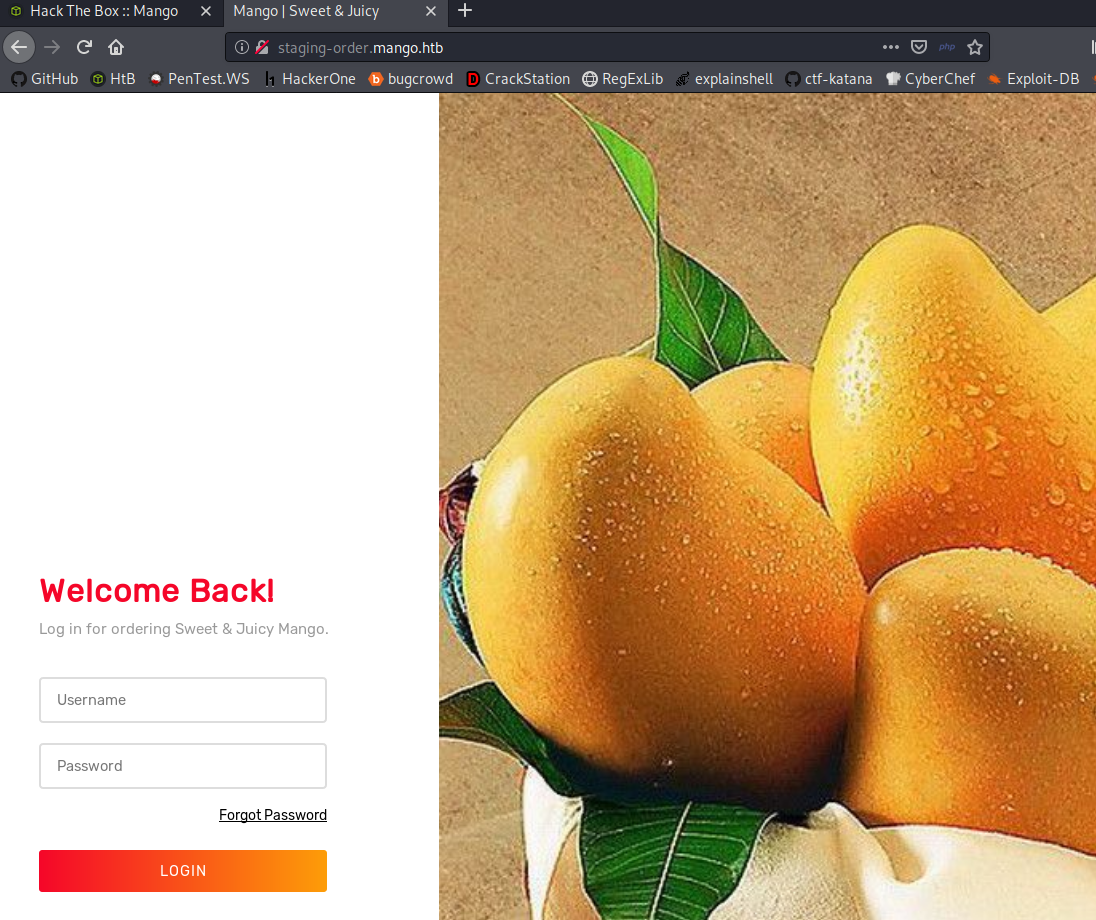 Hack The Box :: Mango
Mango | Sweet & Juicy
staging-order.mango.htb
php
GitHub HtB PenTest.WS HackerOne bugcrowd CrackStation RegExLib explainshell ctf-katana CyberChef Exploit-DB
Welcome Back!
Log in for ordering Sweet & Juicy Mango.
Username
Password
Forgot Password
LOGIN